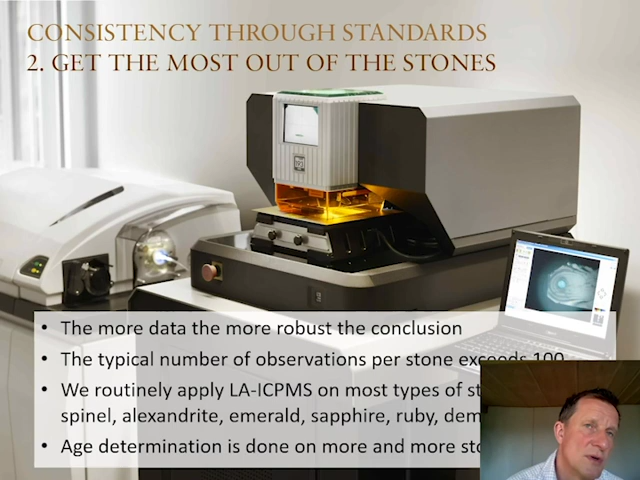 CONSISTENCY THROUGH STANDARDS
2. GET THE MOST OUT OF THE STONES
• The more data the more robust the conclusion
• The typical number of observations per stone exceeds 100
• We routinely apply LA-ICPMS on most types of
spinel, alexandrite, emerald, sapphire, ruby,
• Age determination is done on more and more